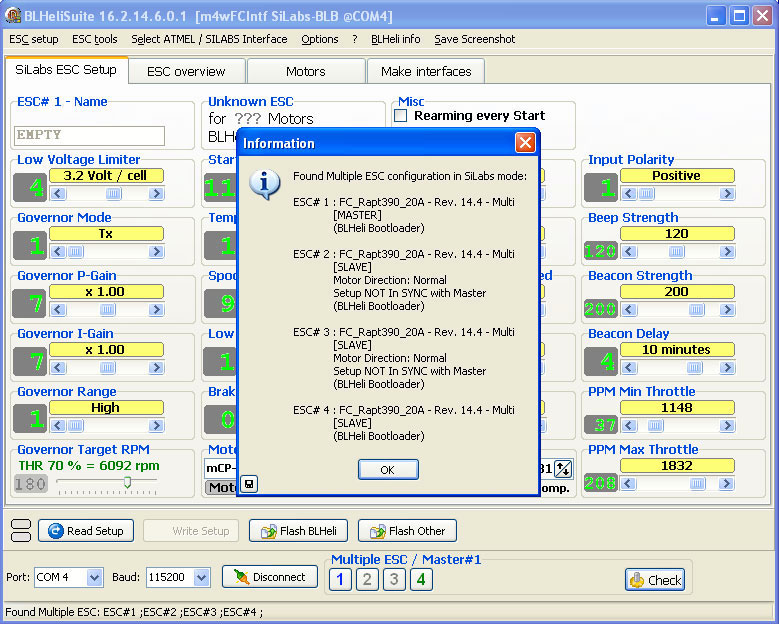 BLHeliSuite 16.2.14.6.0.1 [m4wFCIntf SiLabs-BLB @COM4]
ESC setup ESC tools Select ATMEL / SILABS Interface Options ? BLHeli info Save Screenshot
SiLabs ESC Setup ESC overview Motors Make interfaces
ESC# 1 - Name
EMPTY
Unknown ESC
for ??? Motors
BLHe
Misc
Rearming every Start
Low Voltage Limiter
4 3.2 Volt / cell
Governor Mode
1 Tx
Governor P-Gain
7 x 1.00
Governor I-Gain
7 x 1.00
Governor Range
1 High
Governor Target RPM
THR 70 % = 6092 rpm
180
Star
11
Temp
1
Spoo
9
Low
1
Brak
0
Moto
mCP-
Moto
ed
31
omp.
Information
Found Multiple ESC configuration in SiLabs mode:
ESC# 1 : FC_Rapt390_20A - Rev. 14.4 - Multi
[MASTER]
(BLHeli Bootloader)
ESC# 2 : FC_Rapt390_20A - Rev. 14.4 - Multi
[SLAVE]
Motor Direction: Normal
Setup NOT In SYNC with Master
(BLHeli Bootloader)
ESC# 3 : FC_Rapt390_20A - Rev. 14.4 - Multi
[SLAVE]
Motor Direction: Normal
Setup NOT In SYNC with Master
(BLHeli Bootloader)
ESC# 4 : FC_Rapt390_20A - Rev. 14.4 - Multi
[SLAVE]
(BLHeli Bootloader)
OK
Input Polarity
1 Positive
Beep Strength
120 120
Beacon Strength
200 200
Beacon Delay
4 10 minutes
PPM Min Throttle
37 1148
PPM Max Throttle
208 1832
Read Setup Write Setup Flash BLHeli Flash Other
Multiple ESC / Master#1
Port: COM 4 Baud: 115200 Disconnect 1 2 3 4 Check
Found Multiple ESC: ESC#1 ;ESC#2 ;ESC#3 ;ESC#4 ;